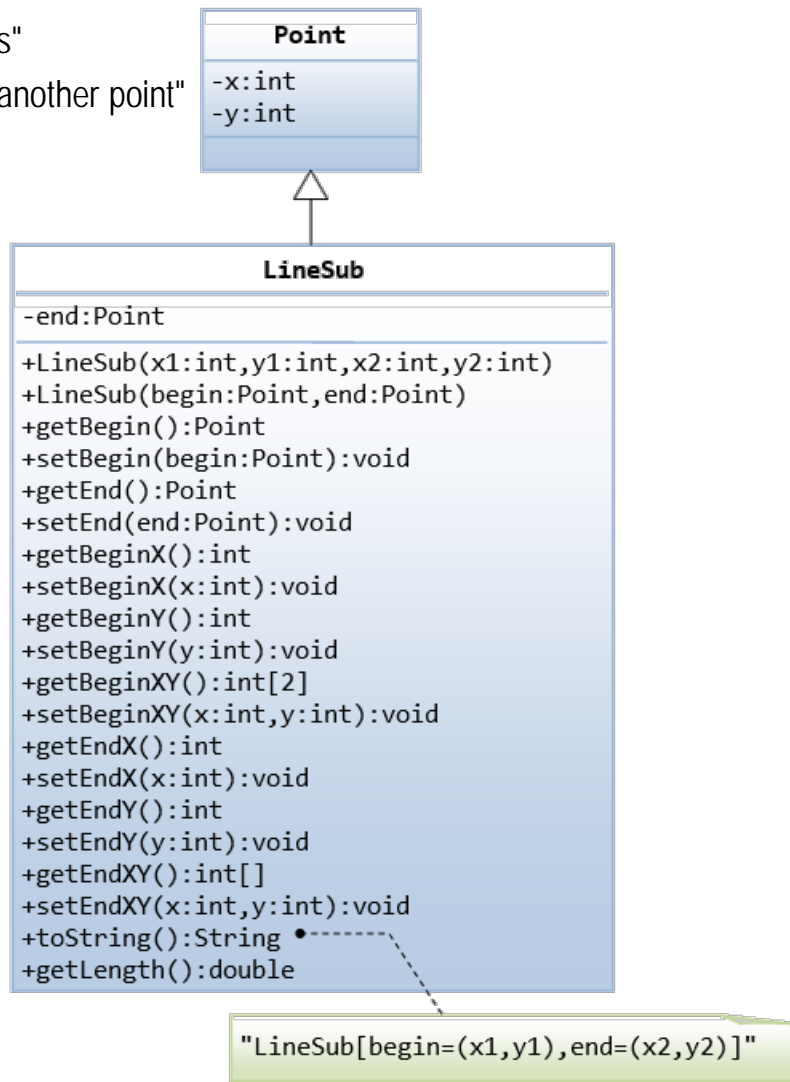 s"
another point"
Point
-x:int
-y:int
LineSub
-end:Point
+LineSub(x1:int,y1:int,x2:int,y2:int)
+LineSub(begin:Point,end:Point)
+getBegin():Point
+setBegin(begin:Point):void
+getEnd():Point
+setEnd(end:Point):void
+getBeginX():int
+setBeginX(x:int):void
+getBeginY():int
+setBeginY(y:int):void
+getBeginXY():int[2]
+setBeginXY(x:int,y:int):void
+getEndX():int
+setEndX(x:int):void
+getEndY():int
+setEndY(y:int):void
+getEndXY():int[]
+setEndXY(x:int,y:int):void
+toString():String
+getLength():double
"LineSub[begin=(x1,y1),end=(x2,y2)]"